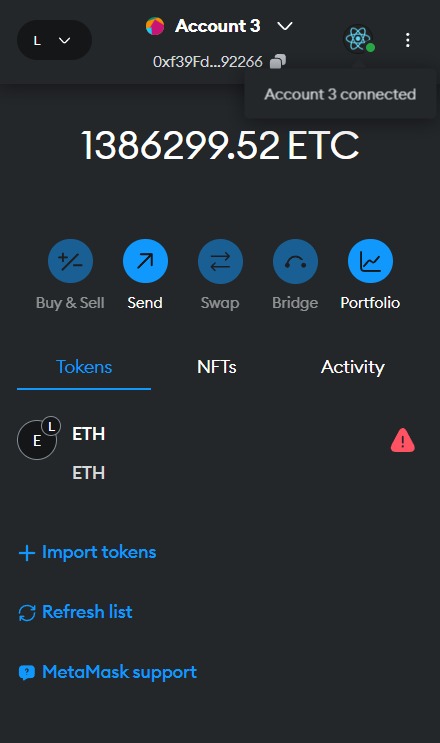 L
Account 3
0xf39Fd...92266
Account 3 connected
1386299.52 ETC
Buy & Sell
Send
Swap
Bridge
Portfolio
Tokens
NFTs
Activity
E
L
ETH
ETH
Import tokens
Refresh list
MetaMask support